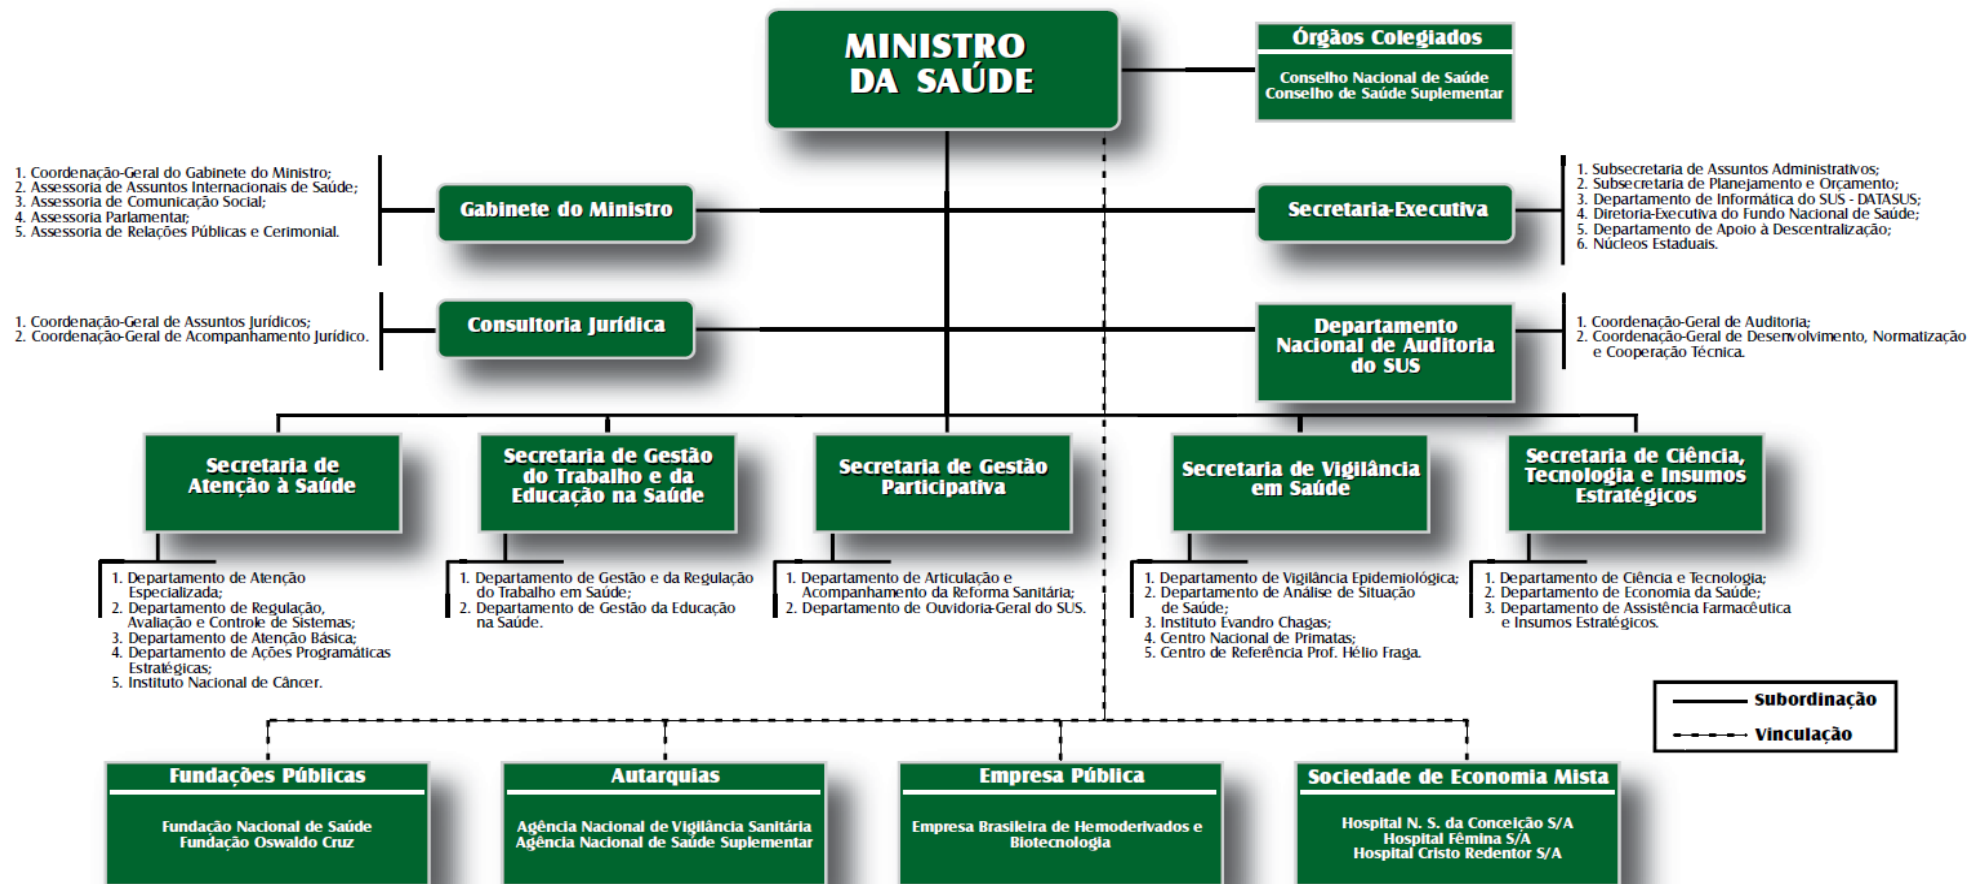 MINISTRO
DA SAÚDE
Órgãos Colegiados
Conselho Nacional de Saúde
Conselho de Saúde Suplementar
1. Coordenação-Geral do Gabinete do Ministro;
2. Assessoria de Assuntos Internacionais de Saúde;
3. Assessoria de Comunicação Social;
4. Assessoria Parlamentar;
5. Assessoria de Relações Públicas e Cerimonial.
Gabinete do Ministro
Secretaria-Executiva
1. Subsecretaria de Assuntos Administrativos;
2. Subsecretaria de Planejamento e Orçamento;
3. Departamento de Informática do SUS - DATASUS;
4. Diretoria-Executiva do Fundo Nacional de Saúde;
5. Departamento de Apoio à Descentralização;
6. Núcleos Estaduais.
1. Coordenação-Geral de Assuntos Jurídicos;
2. Coordenação-Geral de Acompanhamento Jurídico.
Consultoria Jurídica
Departamento
Nacional de Auditoria
do SUS
1. Coordenação-Geral de Auditoria;
2. Coordenação-Geral de Desenvolvimento, Normatização
e Cooperação Técnica.
Secretaria de
Atenção à Saúde
Secretaria de Gestão
do Trabalho e da
Educação na Saúde
Secretaria de Gestão
Participativa
Secretaria de Vigilância
em Saúde
Secretaria de Ciência,
Tecnologia e Insumos
Estratégicos
1. Departamento de Atenção
Especializada;
2. Departamento de Regulação,
Avaliação e Controle de Sistemas;
3. Departamento de Atenção Básica;
4. Departamento de Ações Programáticas
Estratégicas;
5. Instituto Nacional de Câncer.
1. Departamento de Gestão e da Regulação
do Trabalho em Saúde;
2. Departamento de Gestão da Educação
na Saúde.
1. Departamento de Articulação e
Acompanhamento da Reforma Sanitária;
2. Departamento de Ouvidoria-Geral do SUS.
1. Departamento de Vigilância Epidemiológica;
2. Departamento de Análise de Situação
de Saúde;
3. Instituto Evandro Chagas;
4. Centro Nacional de Primatas;
5. Centro de Referência Prof. Hélio Fraga.
1. Departamento de Ciência e Tecnologia;
2. Departamento de Economia da Saúde;
3. Departamento de Assistência Farmacêutica
e Insumos Estratégicos.
Subordinação
Vinculação
Fundações Públicas
Fundação Nacional de Saúde
Fundação Oswaldo Cruz
Autarquias
Agência Nacional de Vigilância Sanitária
Agência Nacional de Saúde Suplementar
Empresa Pública
Empresa Brasileira de Hemoderivados e
Biotecnologia
Sociedade de Economia Mista
Hospital N. S. da Conceição S/A
Hospital Fêmina S/A
Hospital Cristo Redentor S/A